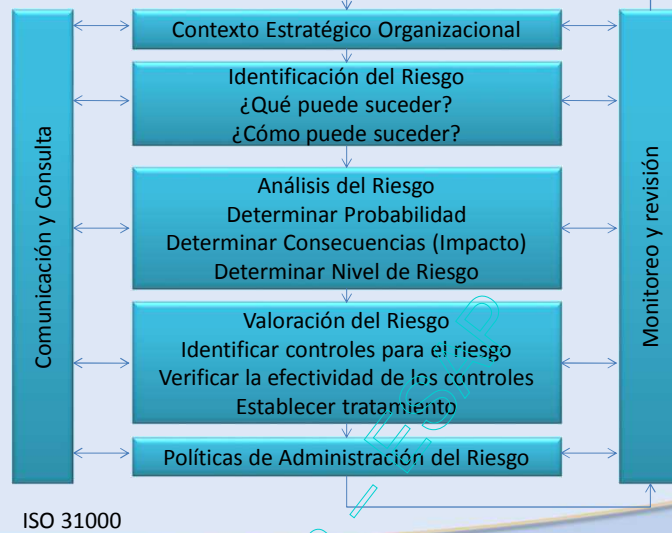 Contexto Estratégico Organizacional
Identificación del Riesgo
¿Qué puede suceder?
¿Cómo puede suceder?
Comunicación y Consulta
Análisis del Riesgo
Determinar Probabilidad
Determinar Consecuencias (Impacto)
Determinar Nivel de Riesgo
Monitoreo y revisión
Valoración del Riesgo
Identificar controles para el riesgo
Verificar la efectividad de los controles
Establecer tratamiento
Políticas de Administración del Riesgo
ISO 31000
- ESAP